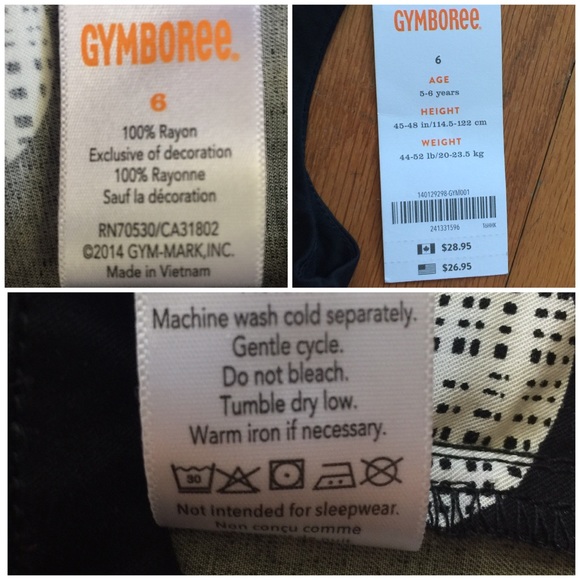 GYMBOREE.
6
100% Rayon
Exclusive of decoration
100% Rayonne
Sauf la décoration
RN70530/CA31802
©2014 GYM-MARK,INC.
Made in Vietnam
GYMBOREE.
6
AGE
5-6 years
HEIGHT
45-48 in/114.5-122 cm
WEIGHT
44-52 lb/20-23.5 kg
140129298-GYM001
241331596
$28.95
$26.95
Machine wash cold separately.
Gentle cycle.
Do not bleach.
Tumble dry low.
Warm iron if necessary.
30
Not Intended for sleepwear.
Non conçu comme